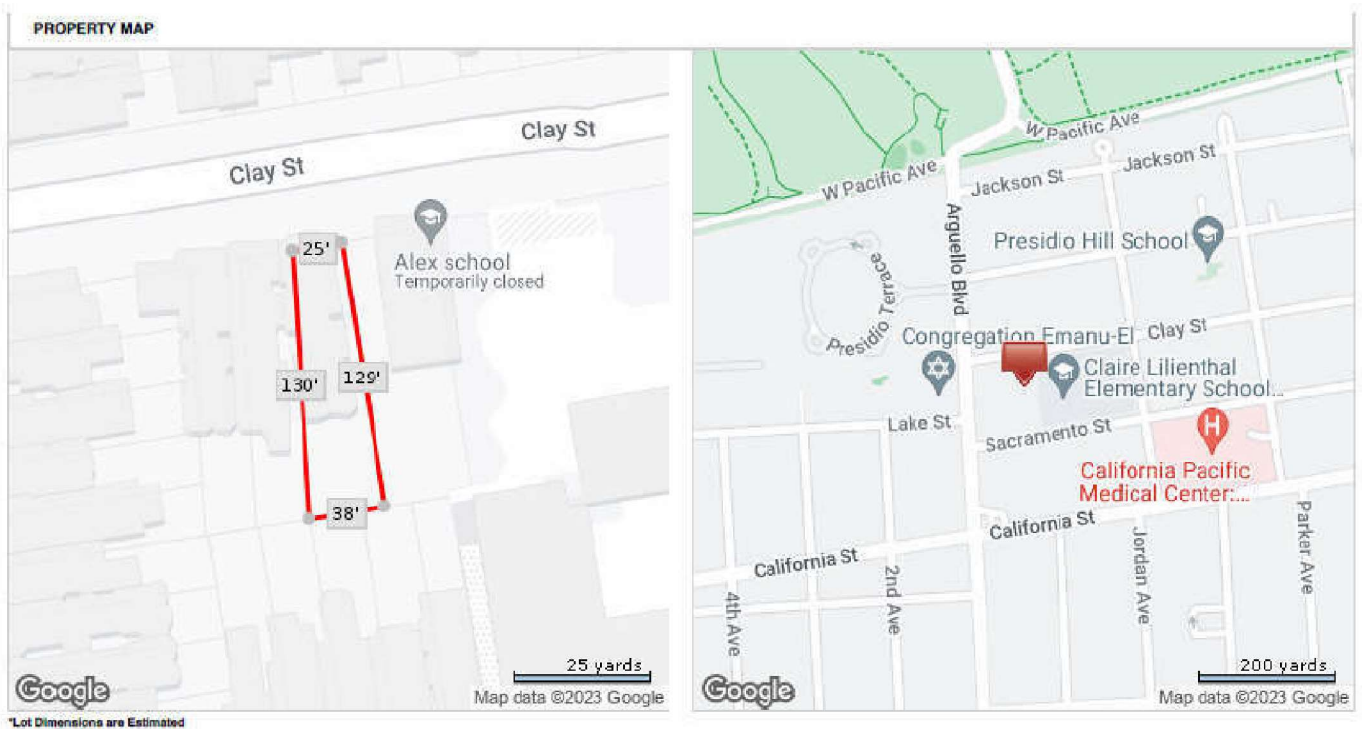 PROPERTY MAP
Clay St
Clay St
25'
Alex school
Temporarily closed
130'
129'
38'
25 yards
Google
Map data ©2023 Google
W Pacific Ave
W Pacific Ave
Jackson St
Jackson St
Arguello Blvd
Presidio Hill School
Presidio Terrace
Clay St
Congregation Emanu-El
Claire Lilienthal
Elementary School...
Lake St
Sacramento St
California Pacific
Medical Center:...
H
California St
California St
Parker Ave
Jordan Ave
2nd Ave
4th Ave
200 yards
Google
Map data ©2023 Google
*Lot Dimensions are Estimated